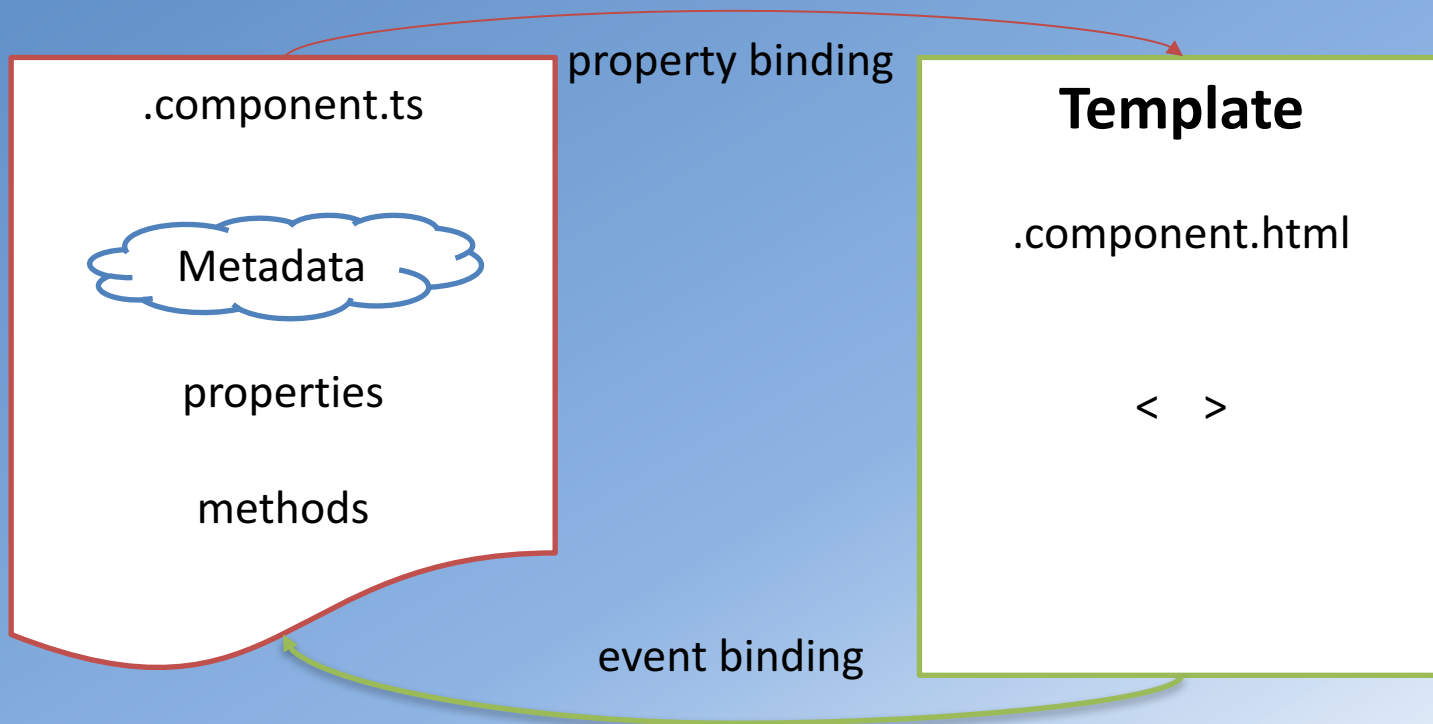 property binding
.component.ts
Metadata
properties
methods
Template
.component.html
< >
event binding